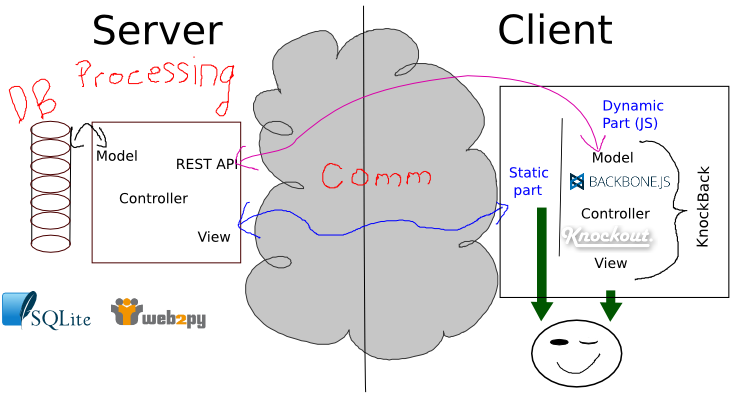 Server
Client
DB
Processing
Model
REST API
Controller
View
SQLite
web2py
Comm
Dynamic
Part (JS)
Static
part
Model
BACKBONE.JS
Controller
Knockout.
View
KnockBack